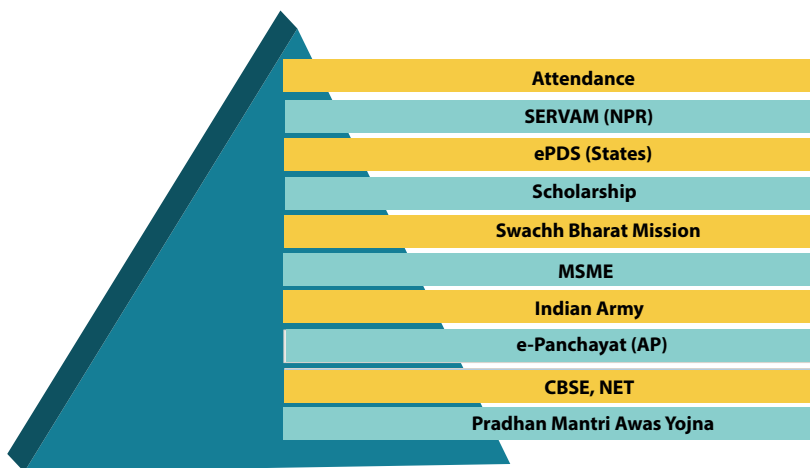 Attendance
SERVAM (NPR)
ePDS (States)
Scholarship
Swachh Bharat Mission
MSME
Indian Army
e-Panchayat (AP)
CBSE, NET
Pradhan Mantri Awas Yojna